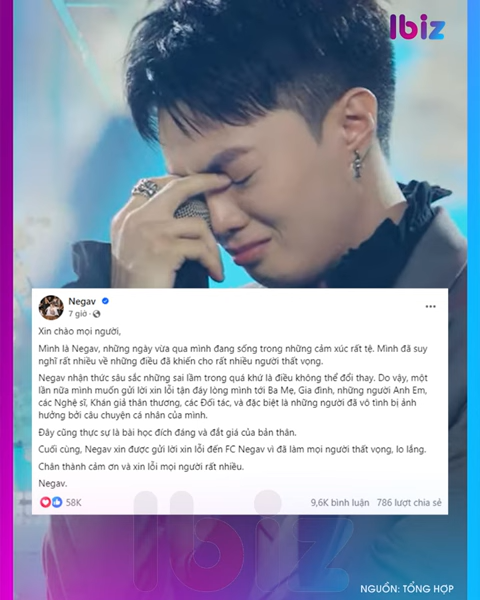 Ibiz
Negav
7 giờ
Xin chào mọi người,
Mình là Negav, những ngày vừa qua mình đang sống trong những cảm xúc rất tệ. Mình đã suy
nghĩ rất nhiều về những điều đã khiến cho rất nhiều người thất vọng.
Negav nhận thức sâu sắc những sai lầm trong quá khứ là điều không thể đổi thay. Do vậy, một
lần nữa mình muốn gửi lời xin lỗi tận đáy lòng mình tới Ba Mẹ, Gia đình, những người Anh Em,
các Nghệ sĩ, Khán giả thân thương, các Đối tác, và đặc biệt là những người đã vô tình bị ảnh
hưởng bởi câu chuyện cá nhân của mình.
Đây cũng thực sự là bài học đích đáng và đắt giá của bản thân.
Cuối cùng, Negav xin được gửi lời xin lỗi đến FC Negav vì đã làm mọi người thất vọng, lo lắng.
Chân thành cảm ơn và xin lỗi mọi người rất nhiều.
Negav.
58K 9,6K bình luận 786 lượt chia sẻ
Ibiz
NGUỒN: TỔNG HỢP